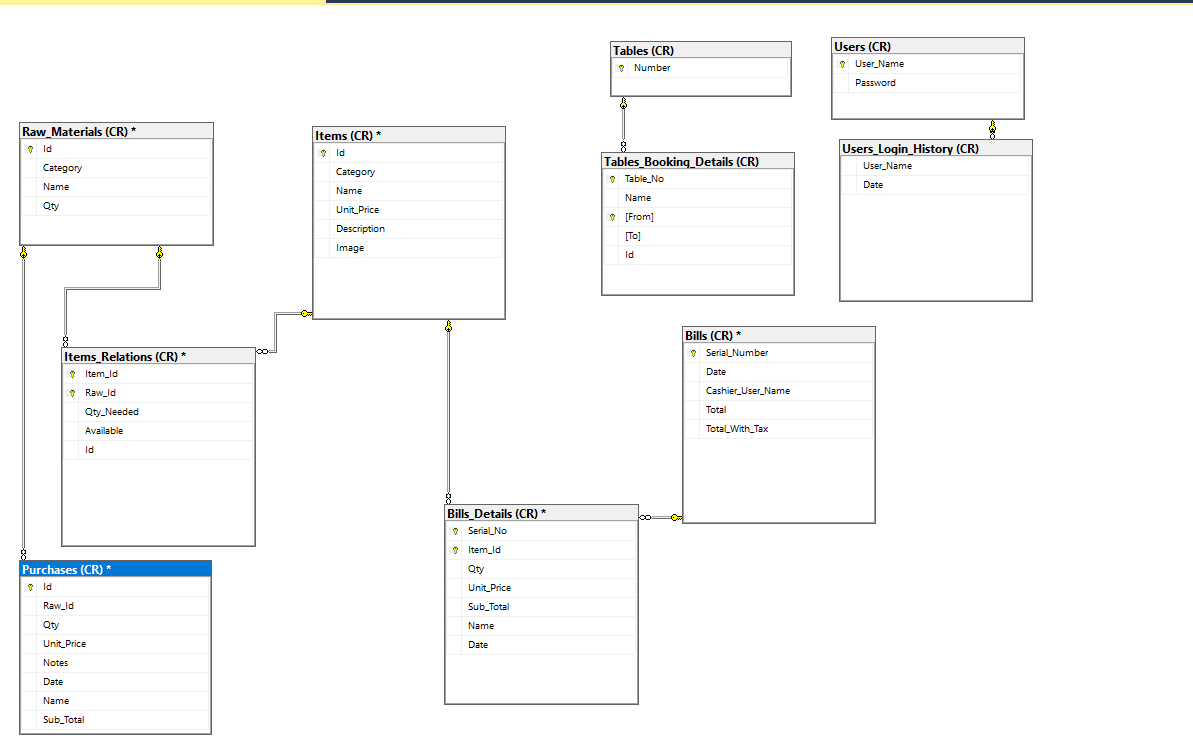 Tables (CR)
Number
Users (CR)
User_Name
Password
Raw_Materials (CR) *
Id
Category
Name
Qty
Items (CR) *
Id
Category
Name
Unit_Price
Description
Image
Tables_Booking_Details (CR)
Table_No
Name
[From]
[To]
Id
Users_Login_History (CR)
User_Name
Date
Items_Relations (CR) *
Item_Id
Raw_Id
Qty_Needed
Available
Id
Bills (CR) *
Serial_Number
Date
Cashier_User_Name
Total
Total_With_Tax
Bills_Details (CR) *
Serial_No
Item_Id
Qty
Unit_Price
Sub_Total
Name
Date
Purchases (CR) *
Id
Raw_Id
Qty
Unit_Price
Notes
Date
Name
Sub_Total